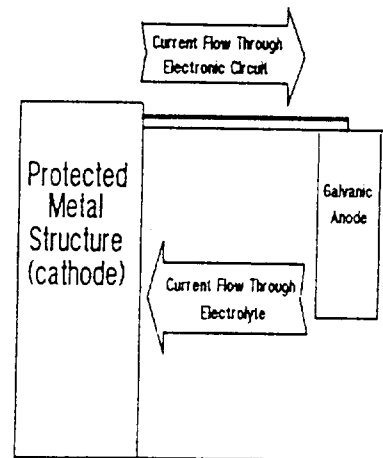 Current Flow Through
Electronic Circuit
Protected
Metal
Structure
(cathode)
Galvanic
Anode
Current Flow Through
Electrolyte